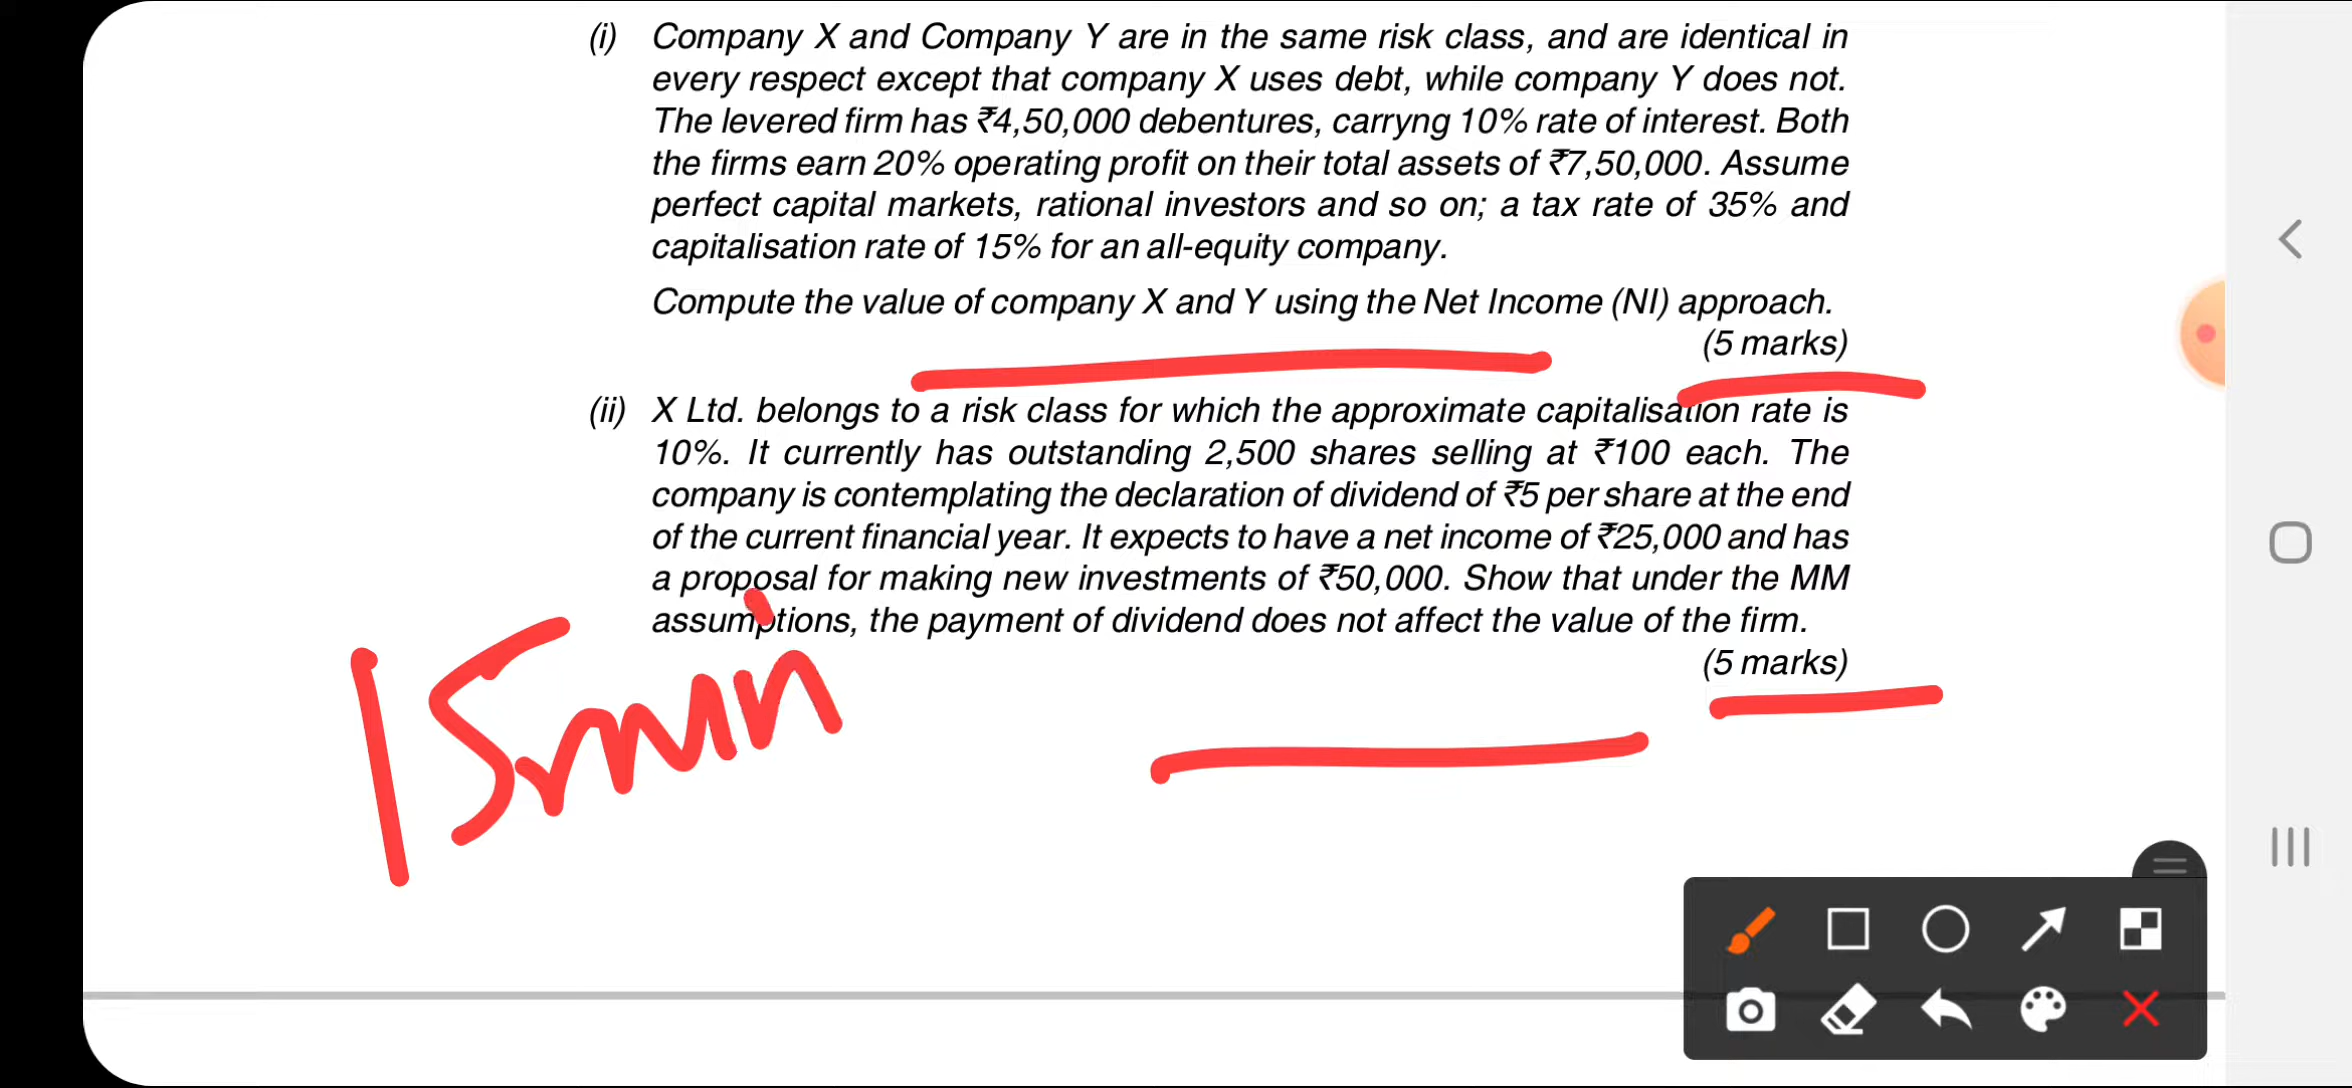 (i) Company X and Company Y are in the same risk class, and are identical in
every respect except that company X uses debt, while company Y does not.
The levered firm has ₹4,50,000 debentures, carryng 10% rate of interest. Both
the firms earn 20% operating profit on their total assets of ₹7,50,000. Assume
perfect capital markets, rational investors and so on; a tax rate of 35% and
capitalisation rate of 15% for an all-equity company.
Compute the value of company X and Y using the Net Income (NI) approach.
(5 marks)
(ii) X Ltd. belongs to a risk class for which the approximate capitalisation rate is
10%. It currently has outstanding 2,500 shares selling at ₹100 each. The
company is contemplating the declaration of dividend of ₹5 per share at the end
of the current financial year. It expects to have a net income of ₹25,000 and has
a proposal for making new investments of ₹50,000. Show that under the MM
assumptions, the payment of dividend does not affect the value of the firm.
(5 marks)
15min